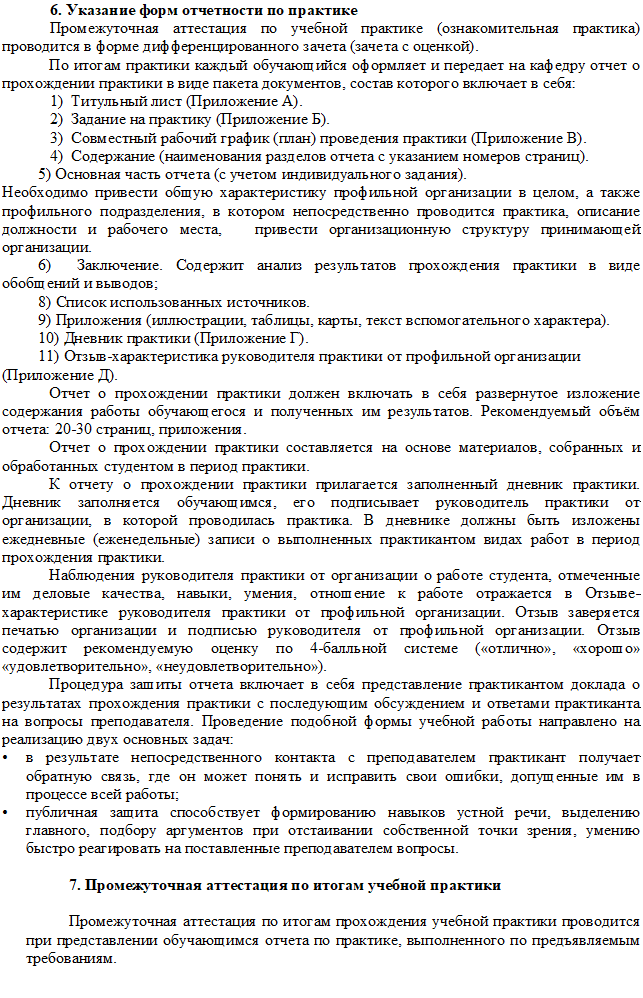 6. Указание форм отчетности по практике
Промежуточная аттестация по учебной практике (ознакомительная практика)
проводится в форме дифференцированного зачета (зачета с оценкой).
По итогам практики каждый обучающийся оформляет и передает на кафедру отчет о
прохождении практики в виде пакета документов, состав которого включает в себя:
1) Титульный лист (Приложение А).
2) Задание на практику (Приложение Б).
3) Совместный рабочий график (план) проведения практики (Приложение В).
4) Содержание (наименования разделов отчета с указанием номеров страниц).
5) Основная часть отчета (с учетом индивидуального задания).
Необходимо привести общую характеристику профильной организации в целом, а также
профильного подразделения, в котором непосредственно проводится практика, описание
должности и рабочего места, привести организационную структуру принимающей
организации.
6) Заключение. Содержит анализ результатов прохождения практики в виде
обобщений и выводов;
8) Список использованных источников.
9) Приложения (иллюстрации, таблицы, карты, текст вспомогательного характера).
10) Дневник практики (Приложение Г).
11) Отзыв-характеристика руководителя практики от профильной организации
(Приложение Д).
Отчет о прохождении практики должен включать в себя развернутое изложение
содержания работы обучающегося и полученных им результатов. Рекомендуемый объём
отчета: 20-30 страниц, приложения.
Отчет о прохождении практики составляется на основе материалов, собранных и
обработанных студентом в период практики.
К отчету о прохождении практики прилагается заполненный дневник практики.
Дневник заполняется обучающимся, его подписывает руководитель практики от
организации, в которой проводилась практика. В дневнике должны быть изложены
ежедневные (еженедельные) записи о выполненных практикантом видах работ в период
прохождения практики.
Наблюдения руководителя практики от организации о работе студента, отмеченные
им деловые качества, навыки, умения, отношение к работе отражается в Отзыве-
характеристике руководителя практики от профильной организации. Отзыв заверяется
печатью организации и подписью руководителя от профильной организации. Отзыв
содержит рекомендуемую оценку по 4-балльной системе («отлично», «хорошо»
«удовлетворительно», «неудовлетворительно»).
Процедура защиты отчета включает в себя представление практикантом доклада о
результатах прохождения практики с последующим обсуждением и ответами практиканта
на вопросы преподавателя. Проведение подобной формы учебной работы направлено на
реализацию двух основных задач:
• в результате непосредственного контакта с преподавателем практикант получает
обратную связь, где он может понять и исправить свои ошибки, допущенные им в
процессе всей работы;
• публичная защита способствует формированию навыков устной речи, выделению
главного, подбору аргументов при отстаивании собственной точки зрения, умению
быстро реагировать на поставленные преподавателем вопросы.
7. Промежуточная аттестация по итогам учебной практики
Промежуточная аттестация по итогам прохождения учебной практики проводится
при представлении обучающимся отчета по практике, выполненного по предъявляемым
требованиям.